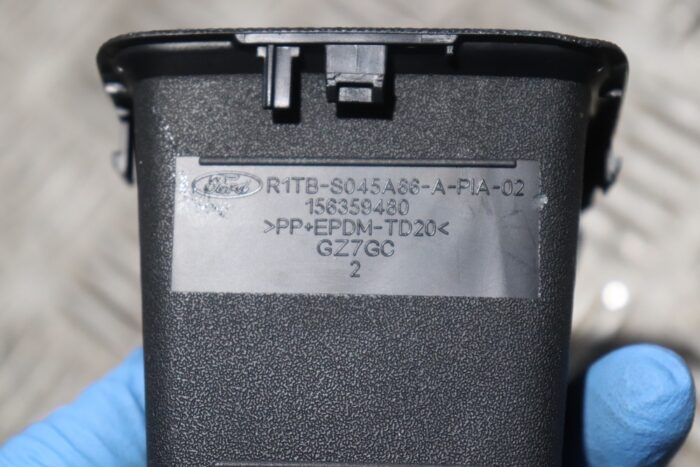 Ford R1TB-S045A86-A-PIA-02
156359480
>PP+EPDM-TD20<
GZ7GC
2